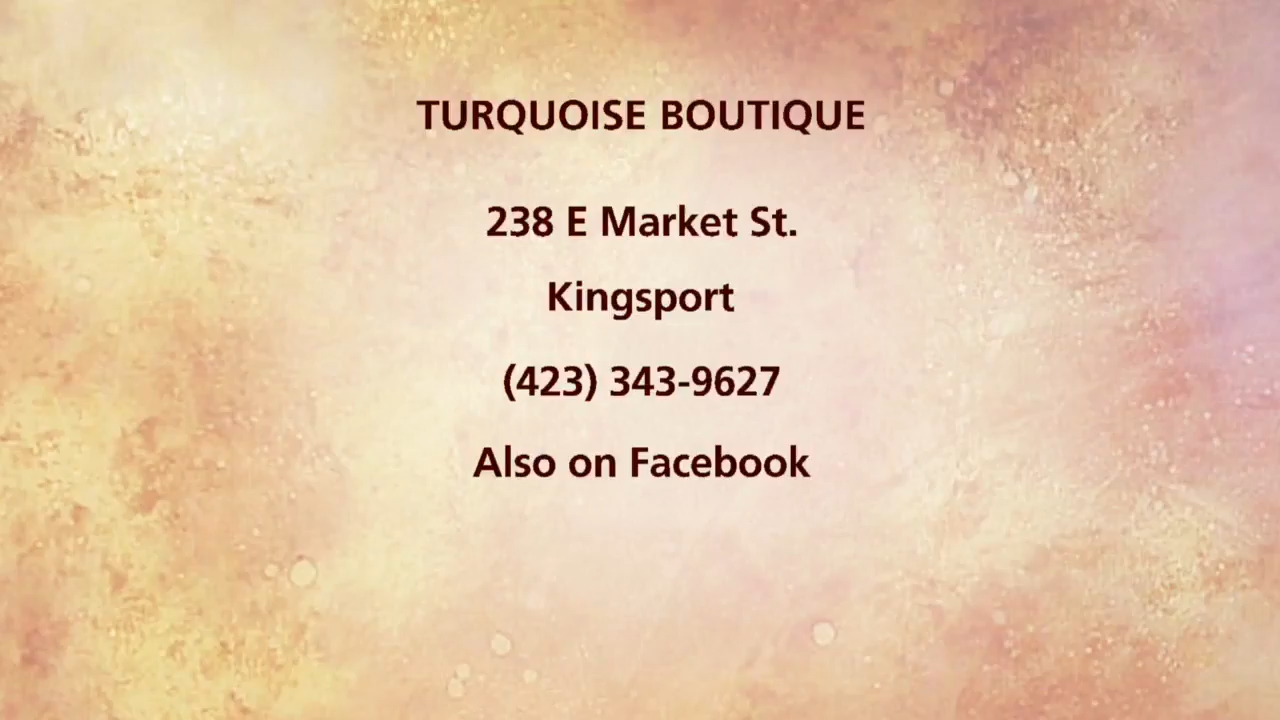 TURQUOISE BOUTIQUE
238 E Market St.
Kingsport
(423) 343-9627
Also on Facebook